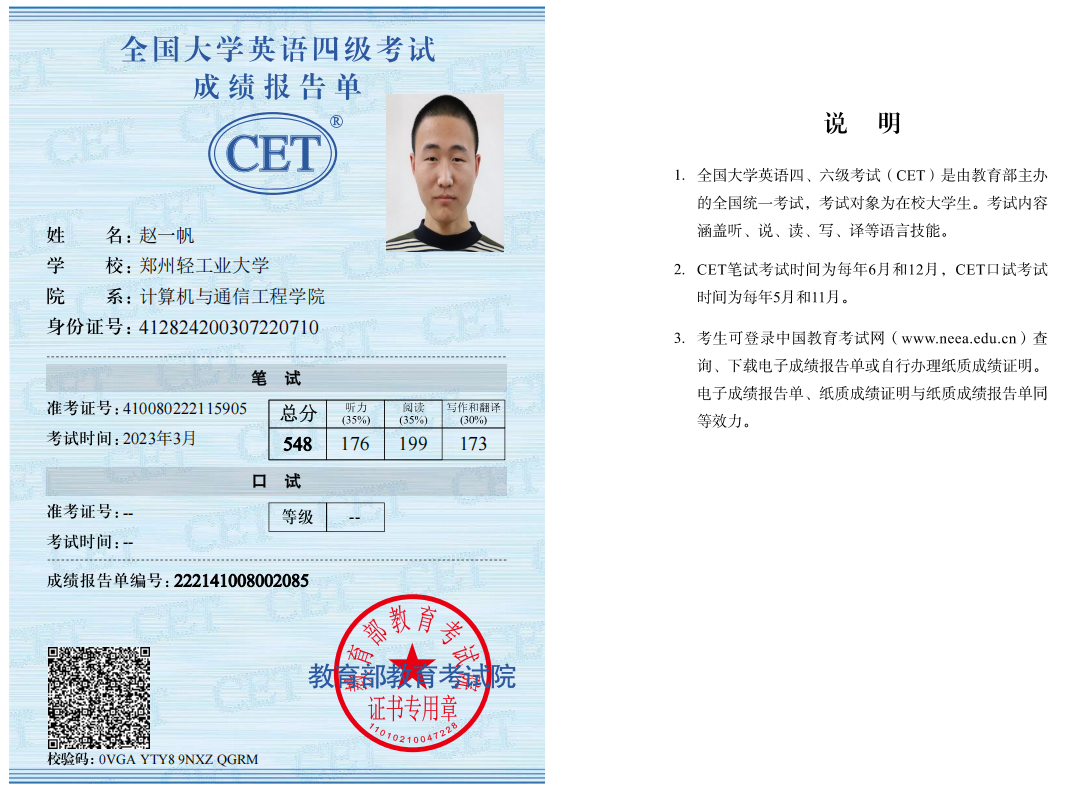 全国大学英语四级考试
成绩报告单
CET®
姓 名：赵一帆
学 校：郑州轻工业大学
院 系：计算机与通信工程学院
身份证号：412824200307220710
笔 试
准考证号：410080222115905
考试时间：2023年3月
总分 听力(35%) 阅读(35%) 写作和翻译(30%)
548 176 199 173
口 试
准考证号：--
考试时间：--
等级 --
成绩报告单编号：222141008002085
教育部教育考试院
教育部教育考试院
证书专用章
11010210047228
校验码：0VGA YTY8 9NXZ QGRM
说 明
1. 全国大学英语四、六级考试（CET）是由教育部主办
的全国统一考试，考试对象为在校大学生。考试内容
涵盖听、说、读、写、译等语言技能。
2. CET笔试考试时间为每年6月和12月，CET口试考试
时间为每年5月和11月。
3. 考生可登录中国教育考试网（www.neea.edu.cn）查
询、下载电子成绩报告单或自行办理纸质成绩证明。
电子成绩报告单、纸质成绩证明与纸质成绩报告单同
等效力。